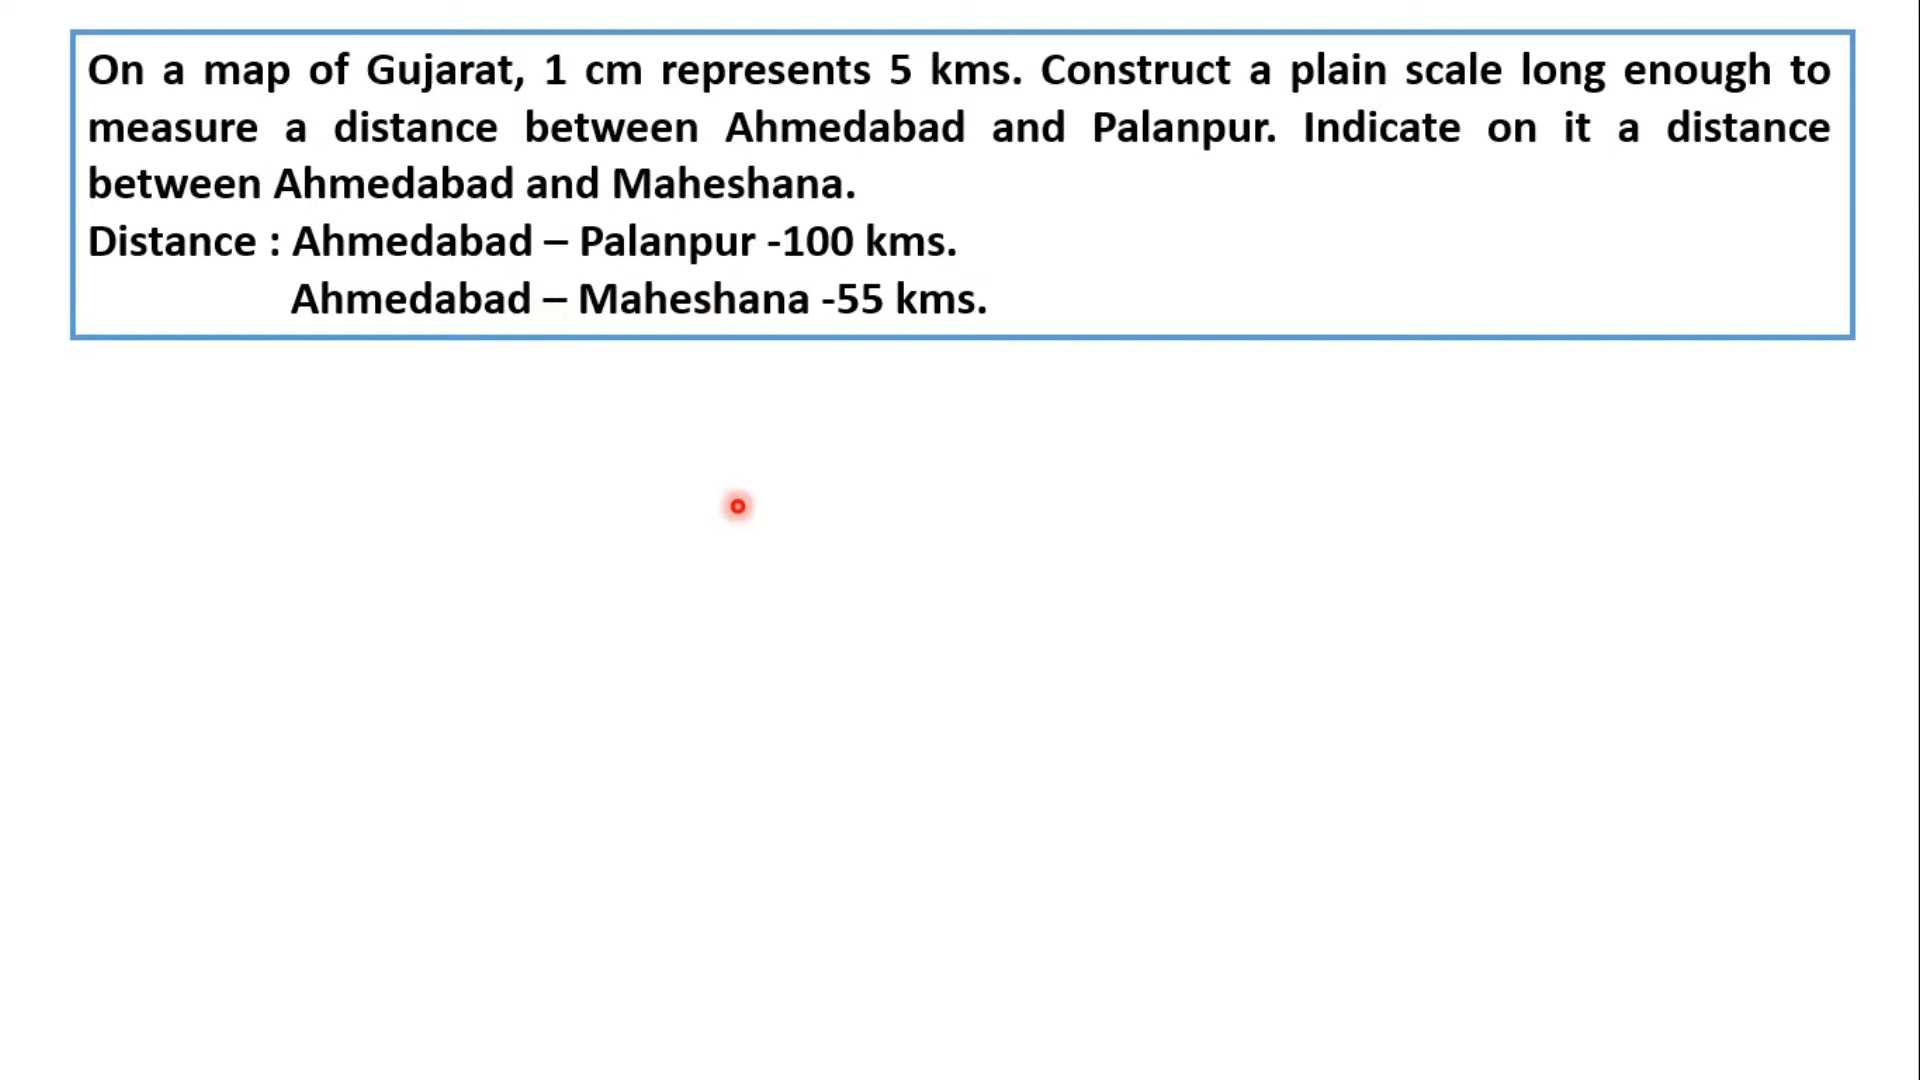 On a map of Gujarat, 1 cm represents 5 kms. Construct a plain scale long enough to
measure a distance between Ahmedabad and Palanpur. Indicate on it a distance
between Ahmedabad and Maheshana.
Distance : Ahmedabad – Palanpur -100 kms.
Ahmedabad – Maheshana -55 kms.